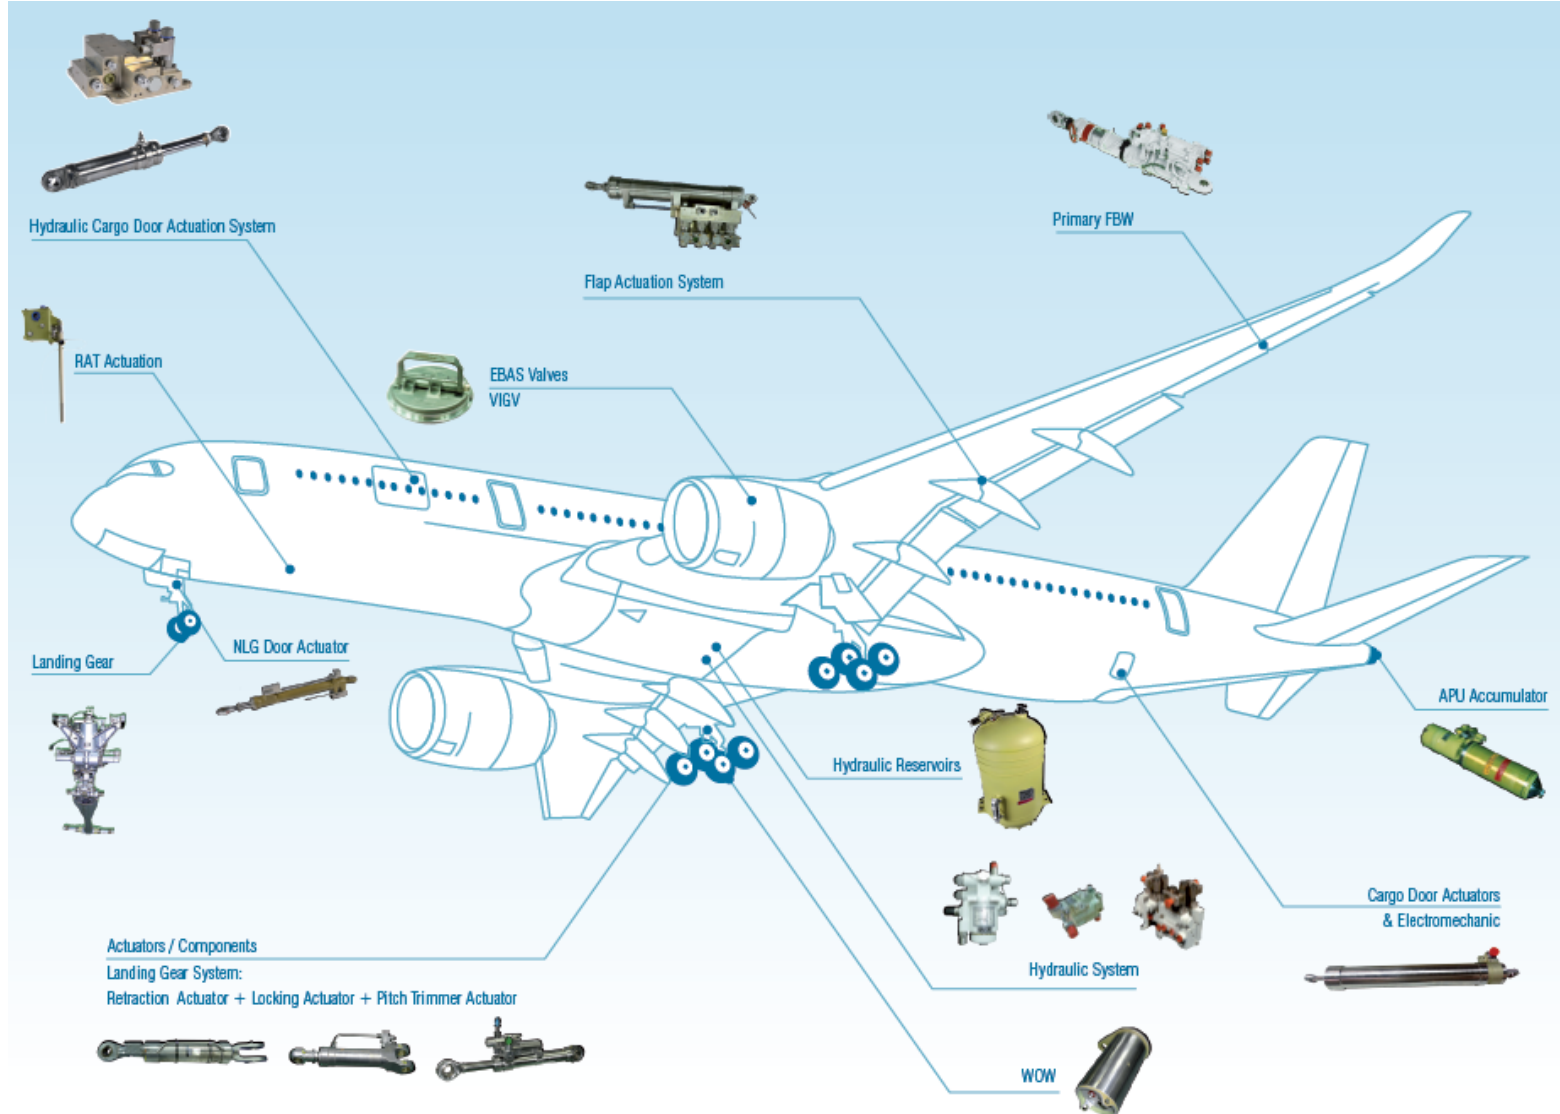 Hydraulic Cargo Door Actuation System
Primary FBW
Flap Actuation System
RAT Actuation
EBAS Valves
VIGV
NLG Door Actuator
Landing Gear
APU Accumulator
Hydraulic Reservoirs
Cargo Door Actuators
& Electromechanic
Actuators / Components
Landing Gear System:
Retraction Actuator + Locking Actuator + Pitch Trimmer Actuator
Hydraulic System
WOW